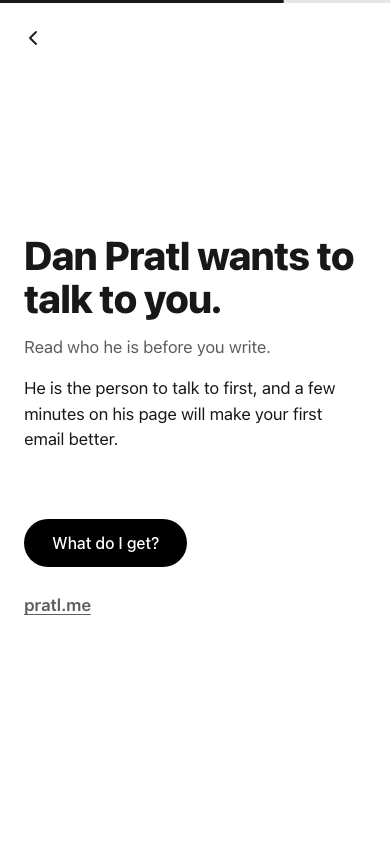 Dan Pratl wants to
talk to you.
Read who he is before you write.
He is the person to talk to first, and a few
minutes on his page will make your first
email better.
What do I get?
pratl.me